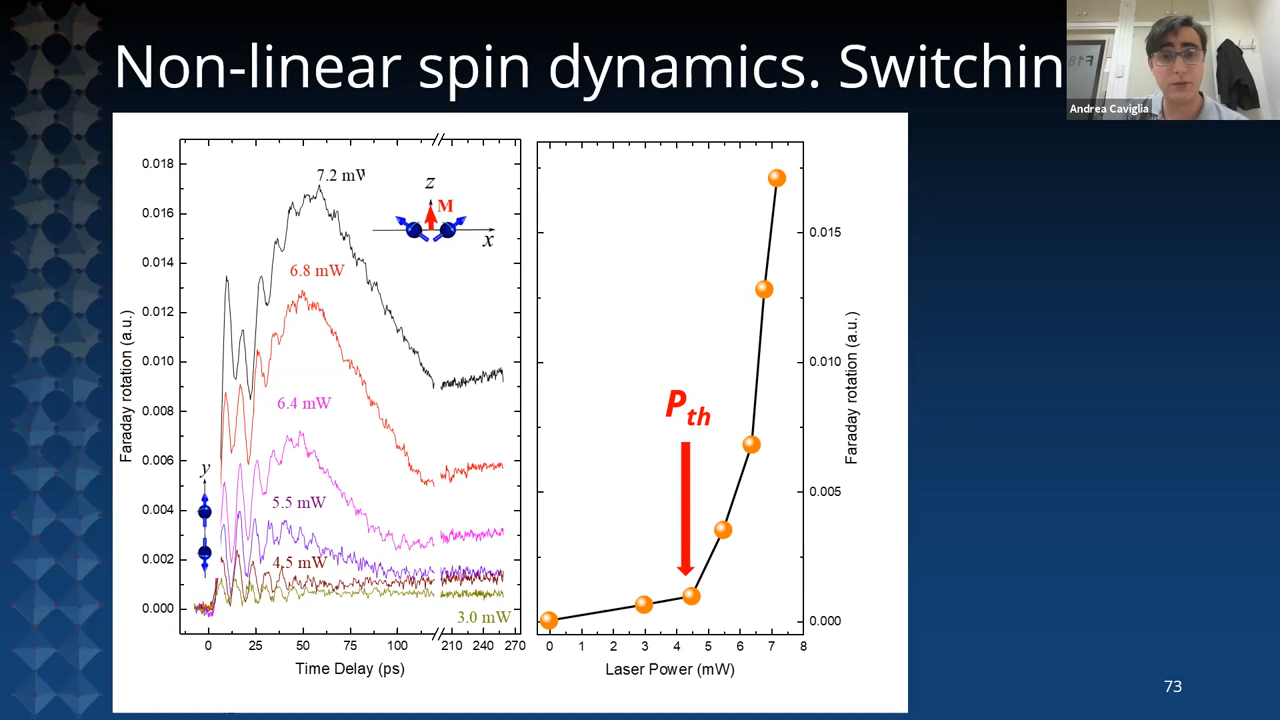 Non-linear spin dynamics. Switchin
Andrea Caviglia
Faraday rotation (a.u.)
0.018
0.016
0.014
0.012
0.010
0.008
0.006
0.004
0.002
0.000
7.2 mW
6.8 mW
6.4 mW
5.5 mW
4.5 mW
3.0 mW
z
M
x
y
0 25 50 75 100 210 240 270
Time Delay (ps)
P_th
0.015
0.010
0.005
0.000
Faraday rotation (a.u.)
0 1 2 3 4 5 6 7 8
Laser Power (mW)
73